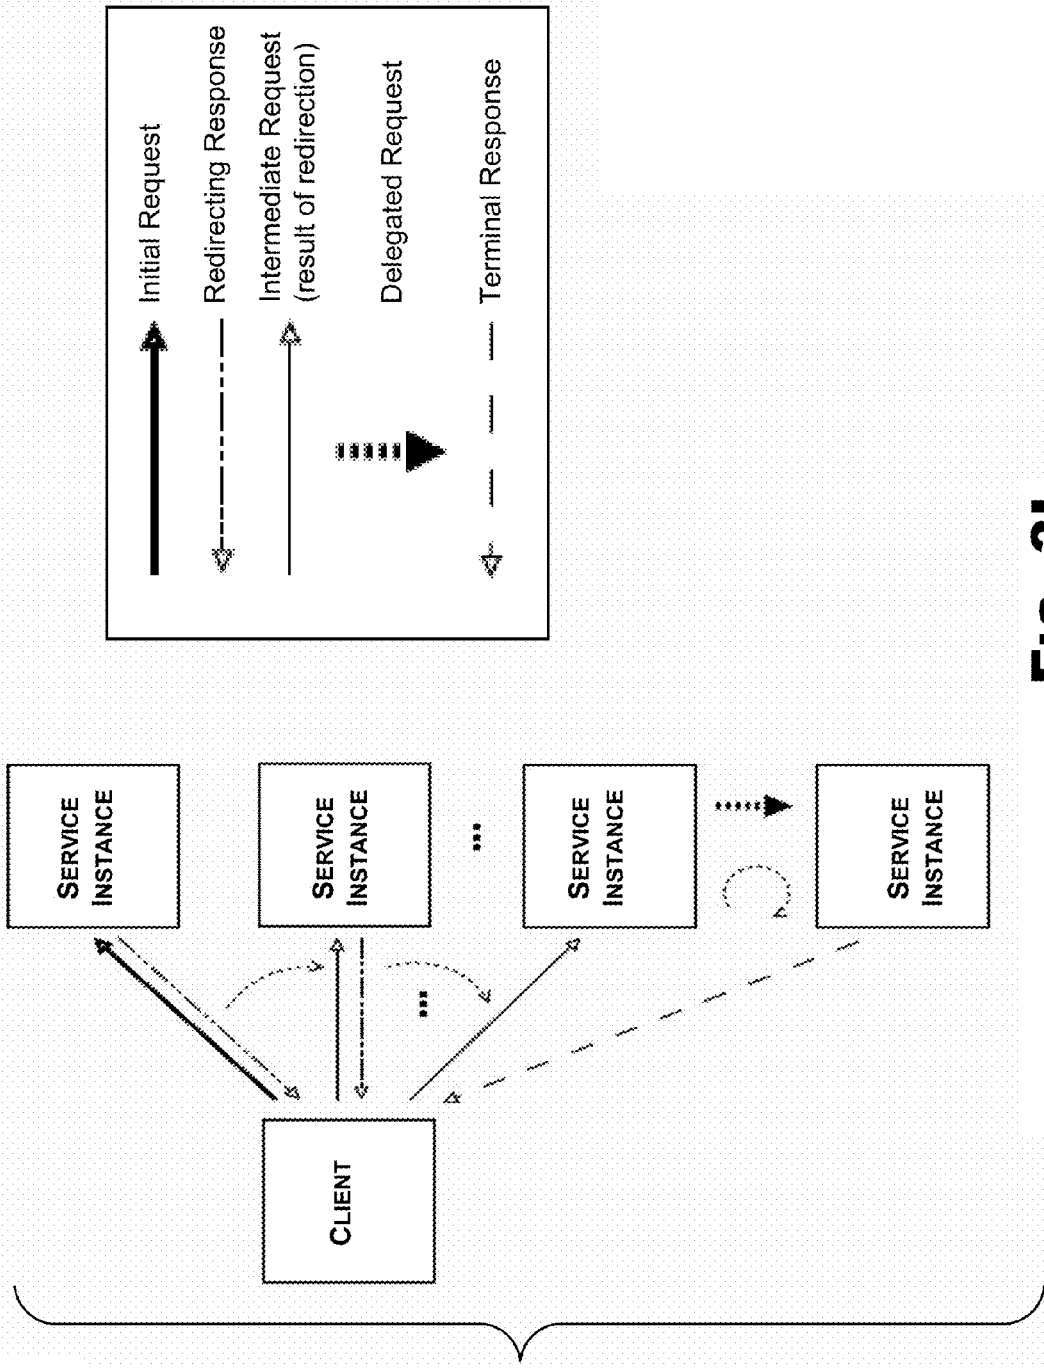 Initial Request
Redirecting Response
Intermediate Request
(result of redirection)
Delegated Request
Terminal Response
SERVICE
INSTANCE
SERVICE
INSTANCE
...
SERVICE
INSTANCE
SERVICE
INSTANCE
...
CLIENT